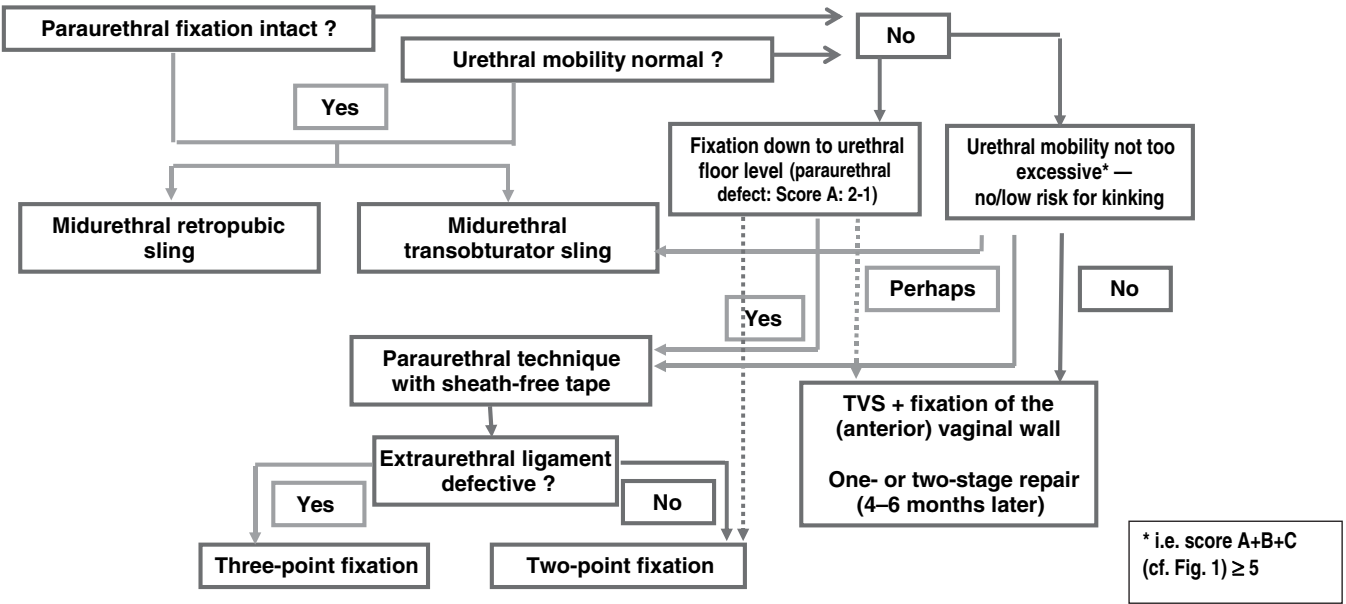 Paraurethral fixation intact ?
No
Urethral mobility normal ?
Yes
Fixation down to urethral
floor level (paraurethral
defect: Score A: 2-1)
Urethral mobility not too
excessive* —
no/low risk for kinking
Midurethral retropubic
sling
Midurethral
transobturator sling
Perhaps
No
Yes
Paraurethral technique
with sheath-free tape
TVS + fixation of the
(anterior) vaginal wall
One- or two-stage repair
(4–6 months later)
Extraurethral ligament
defective ?
Yes
No
Three-point fixation
Two-point fixation
* i.e. score A+B+C
(cf. Fig. 1) ≥ 5